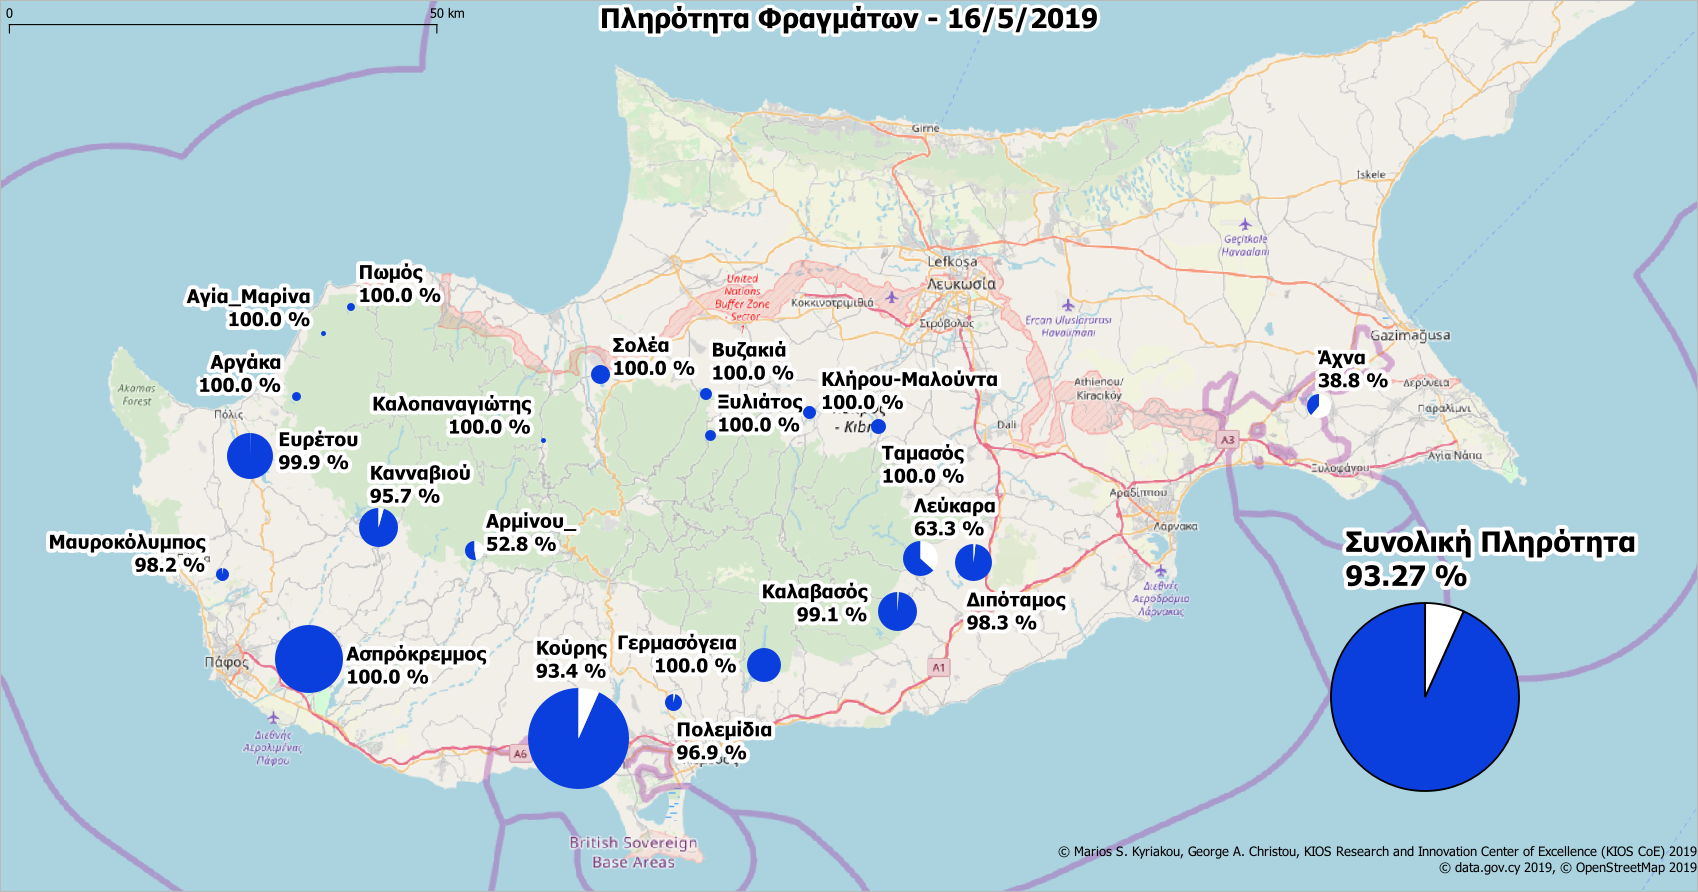 0
50 km
Πληρότητα Φραγμάτων - 16/5/2019
Girne
Iskele
Geçitkale
Havaalanı
Lefkoşa
Λευκωσία
Στρόβολος
United
Nations
Buffer Zone
- Sector
Κοκκινοτριμιθιά
Ercan Uluslararası
Havalimanı
Gazimağusa
Πωμός
100.0 %
Αγία_Μαρίνα
100.0 %
Αργάκα
100.0 %
Akamas
Forest
Πόλις
Σολέα
100.0 %
Βυζακιά
100.0 %
Κλήρου-Μαλούντα
100.0 %
Ξυλιάτος
100.0 %
Καλοπαναγιώτης
100.0 %
Άχνα
38.8 %
Δερύνεια
Παραλίμνι
Αγία Νάπα
Ξυλοφάγου
Athienou/
Kiracıköy
Dali
A3
Ευρέτου
99.9 %
Κανναβιού
95.7 %
Ταμασός
100.0 %
Λεύκαρα
63.3 %
Αραδίππου
Λάρνακα
Αρμίνου_
52.8 %
Μαυροκόλυμπος
98.2 %
Συνολική Πληρότητα
93.27 %
Διεθνής
Αεροδρόμιο
Λάρνακας
Καλαβασός
99.1 %
Διπόταμος
98.3 %
Πάφος
Ασπρόκρεμμος
100.0 %
Κούρης
93.4 %
Γερμασόγεια
100.0 %
A1
Πολεμίδια
96.9 %
A6
Διεθνής
Αερολιμένας
Πάφου
British Sovereign
Base Areas
© Marios S. Kyriakou, George A. Christou, KIOS Research and Innovation Center of Excellence (KIOS CoE) 2019
© data.gov.cy 2019, © OpenStreetMap 2019